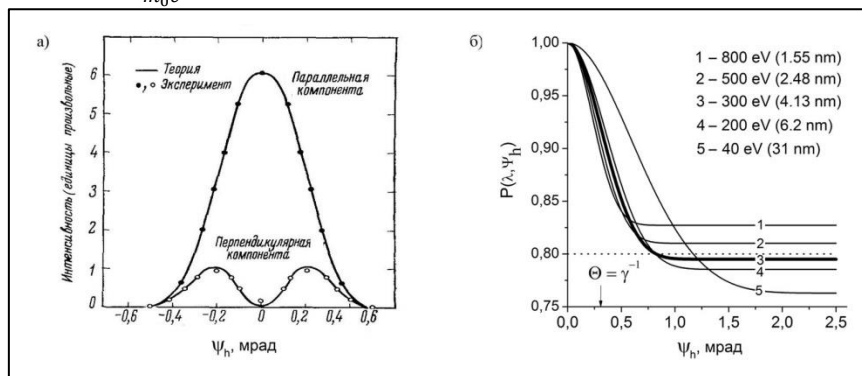 m₀c
а)
Теория
•, ∘ Эксперимент
Параллельная
компонента
Перпендикулярная
компонента
Интенсивность (единицы произвольные)
6
5
4
3
2
1
0
-0,6 -0,4 -0,2 0 0,2 0,4 0,6
ψh, мрад
б)
1 – 800 eV (1.55 nm)
2 – 500 eV (2.48 nm)
3 – 300 eV (4.13 nm)
4 – 200 eV (6.2 nm)
5 – 40 eV (31 nm)
P(λ,Ψh)
1,00
0,95
0,90
0,85
0,80
0,75
1
2
3
4
5
Θ = γ⁻¹
0,0 0,5 1,0 1,5 2,0 2,5
ψh, мрад